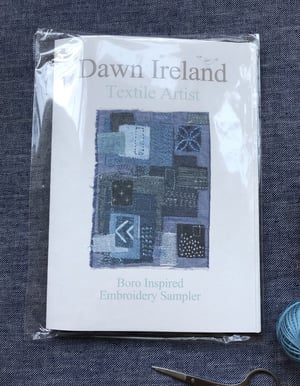 Dawn Ireland
Textile Artist
Boro Inspired
Embroidery Sampler